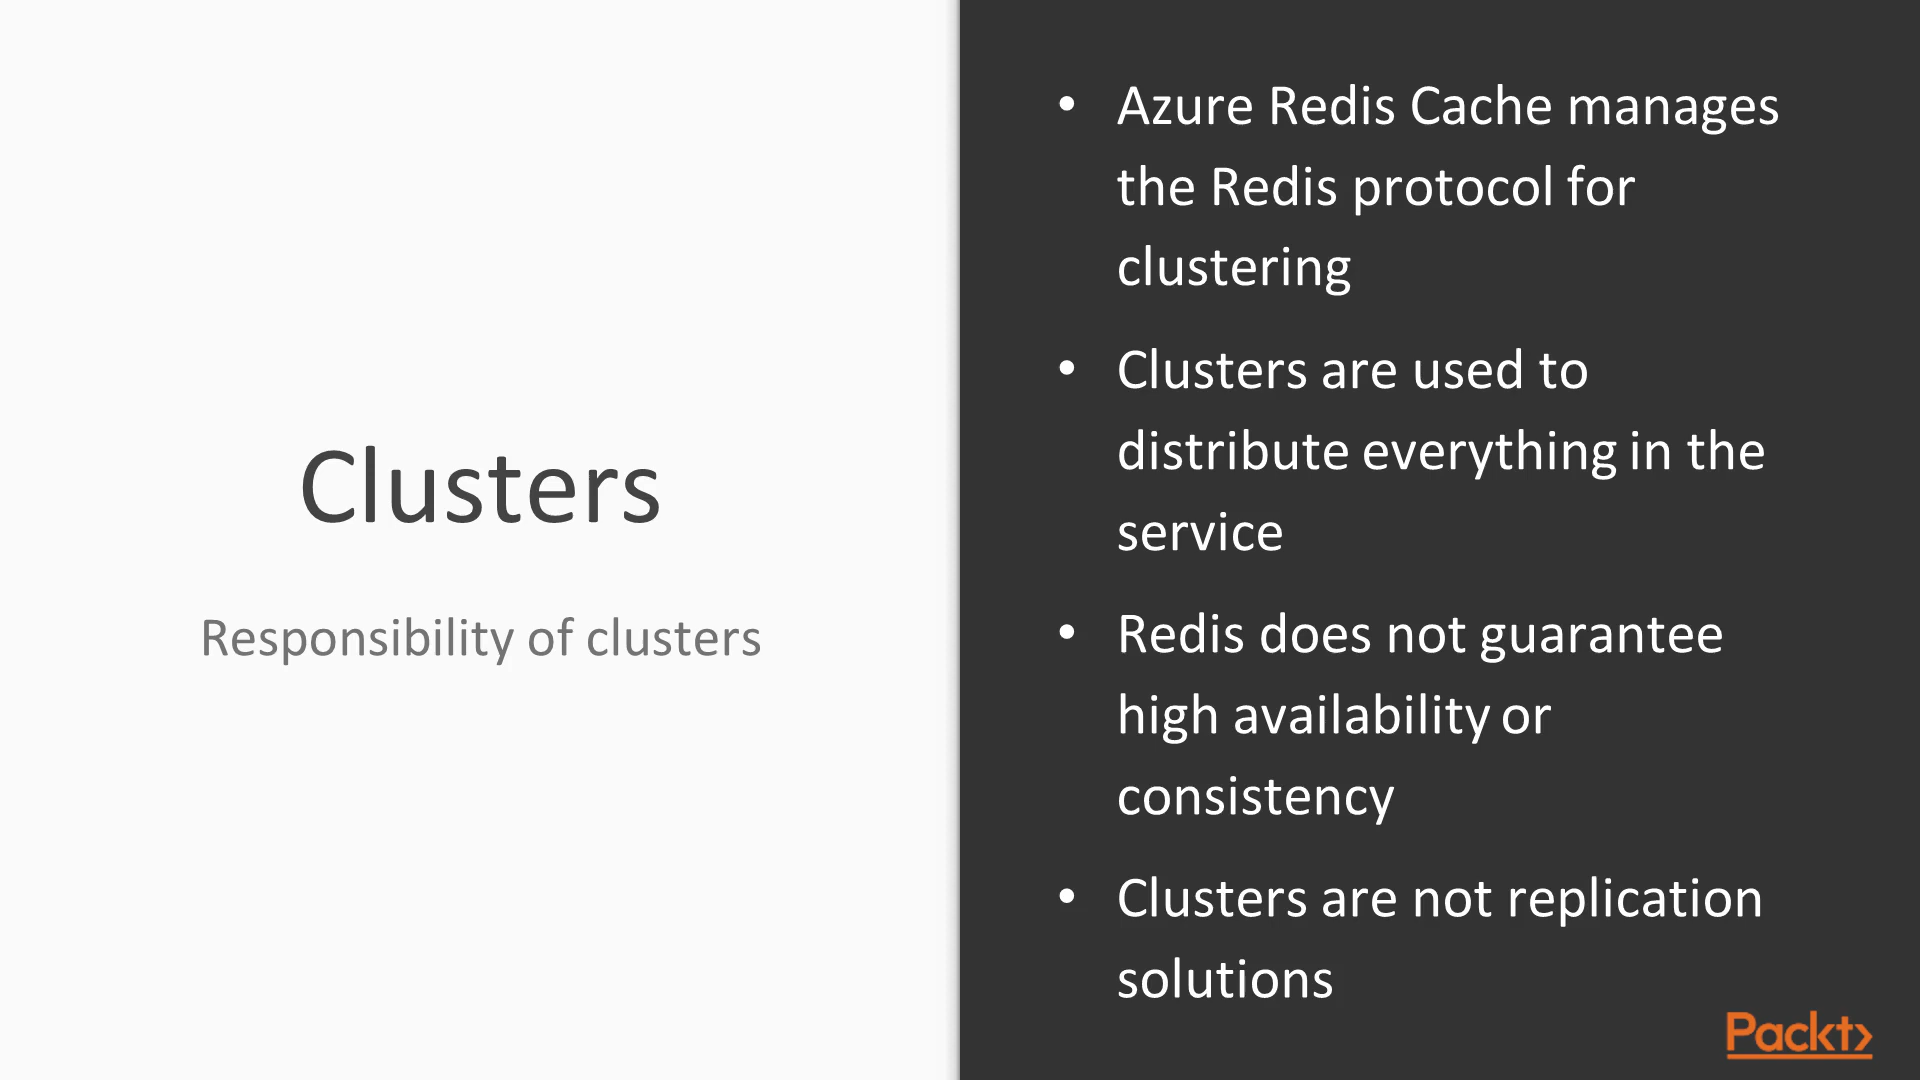 Clusters
Responsibility of clusters
• Azure Redis Cache manages
the Redis protocol for
clustering
• Clusters are used to
distribute everything in the
service
• Redis does not guarantee
high availability or
consistency
• Clusters are not replication
solutions
Packt>